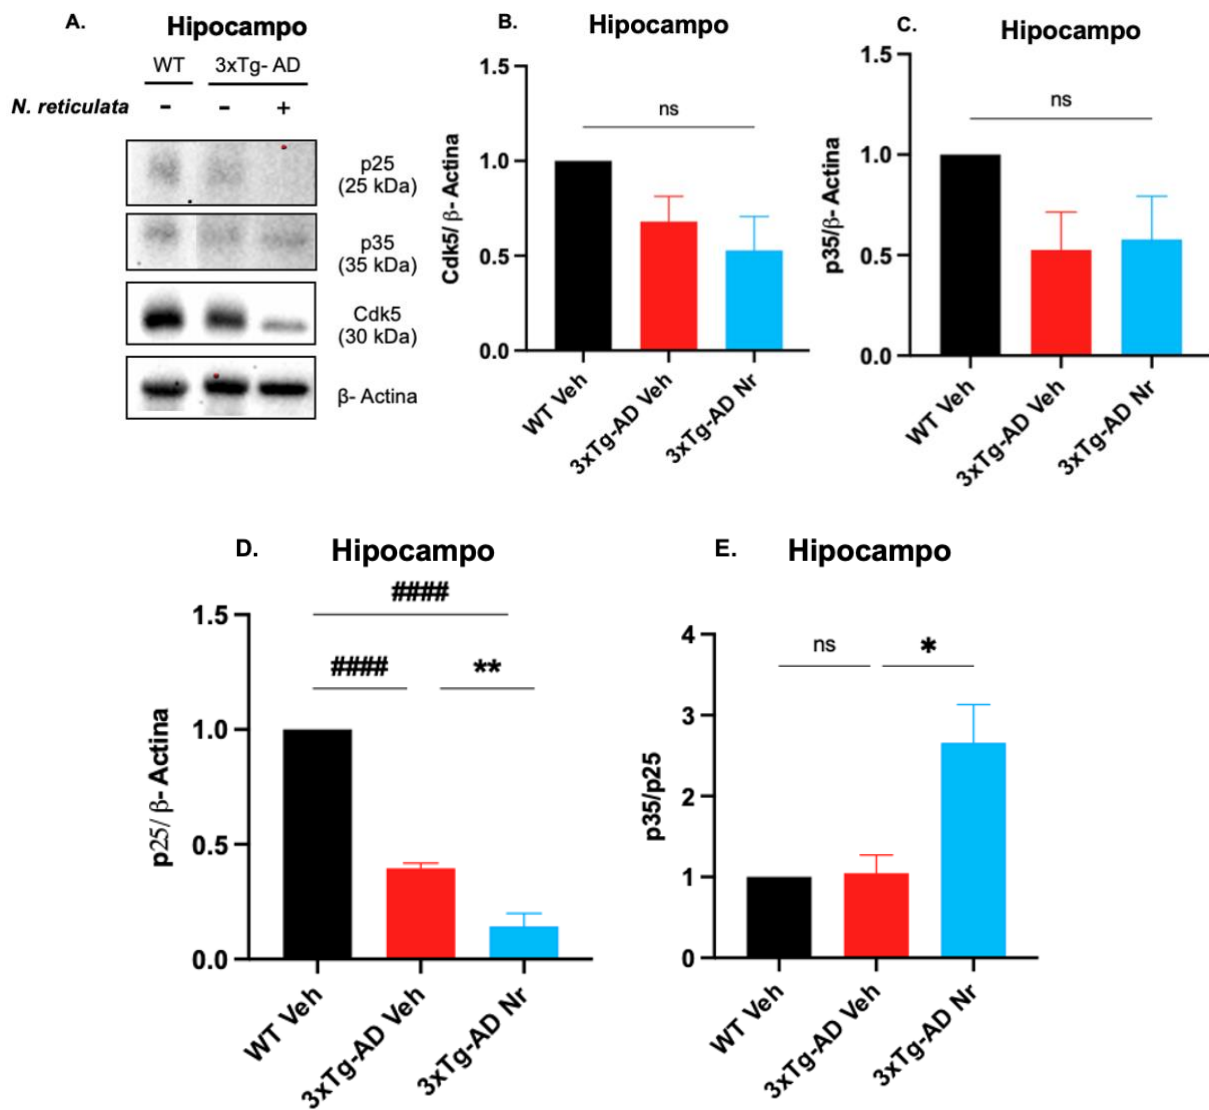 A.
Hipocampo
WT
3xTg- AD
N. reticulata
-
-
+
p25
(25 kDa)
p35
(35 kDa)
Cdk5
(30 kDa)
β- Actina
B.
Hipocampo
Cdk5/ β- Actina
1.5
1.0
0.5
0.0
ns
WT Veh
3xTg-AD Veh
3xTg-AD Nr
C.
Hipocampo
p35/β- Actina
1.5
1.0
0.5
0.0
ns
WT Veh
3xTg-AD Veh
3xTg-AD Nr
D.
Hipocampo
p25/ β- Actina
1.5
1.0
0.5
0.0
####
####
**
WT Veh
3xTg-AD Veh
3xTg-AD Nr
E.
Hipocampo
p35/p25
4
3
2
1
0
ns
*
WT Veh
3xTg-AD Veh
3xTg-AD Nr